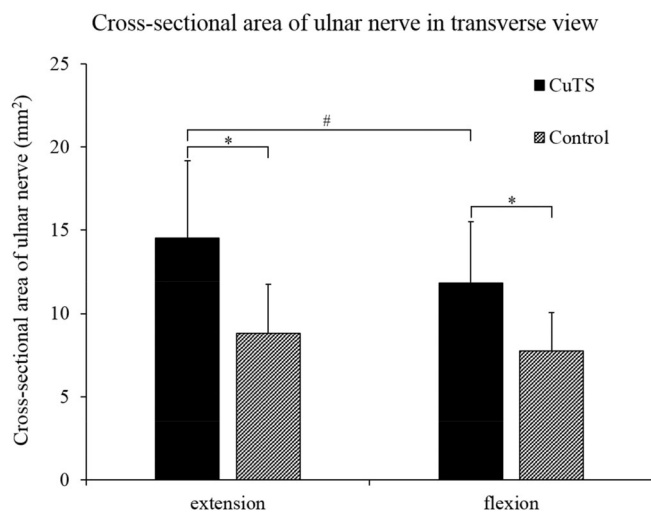 Cross-sectional area of ulnar nerve in transverse view
Cross-sectional area of ulnar nerve (mm²)
25
20
15
10
5
0
CuTS
Control
#
*
*
extension
flexion